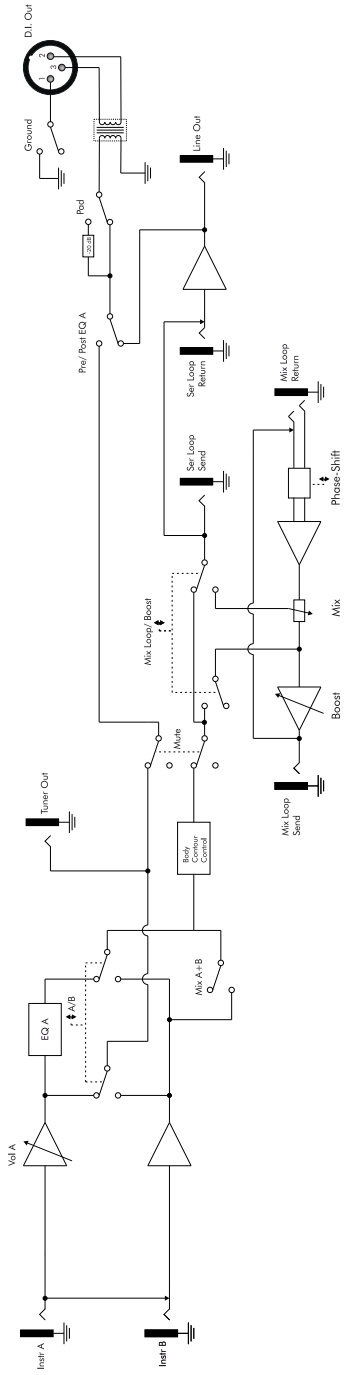 Instr A
Instr B
Vol A
EQ A
A/B
Mix A+B
Tuner Out
Body
Contour
Controll
Mute
Mix Loop
Send
Boost
Mix
Mix Loop/ Boost
Phase-Shift
Mix Loop
Return
Ser Loop
Send
Ser Loop
Return
Line Out
Pre/ Post EQ A
-20 dB
Pad
Ground
D.I. Out
1
2
3